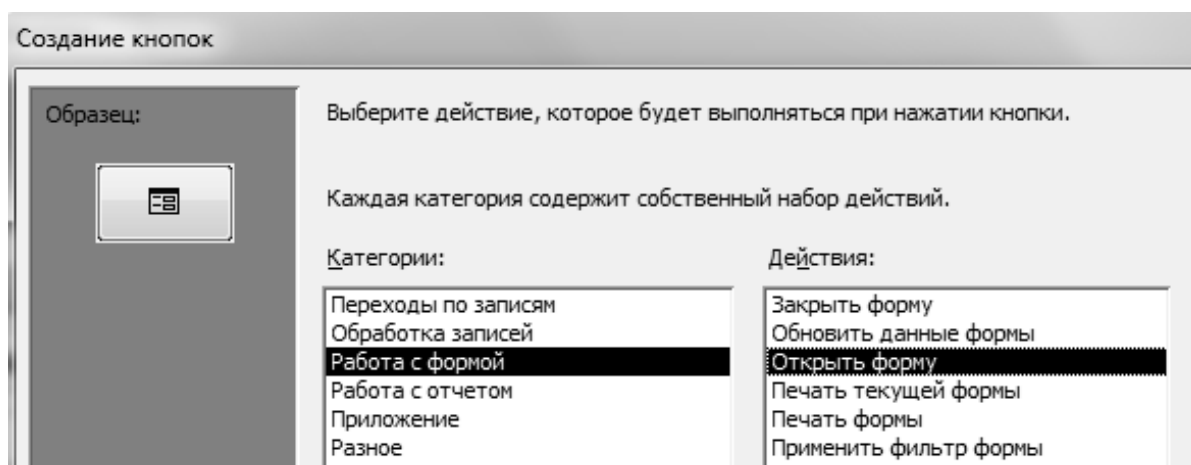 Создание кнопок
Образец:
Выберите действие, которое будет выполняться при нажатии кнопки.
Каждая категория содержит собственный набор действий.
Категории:
Переходы по записям
Обработка записей
Работа с формой
Работа с отчетом
Приложение
Разное
Действия:
Закрыть форму
Обновить данные формы
Открыть форму
Печать текущей формы
Печать формы
Применить фильтр формы